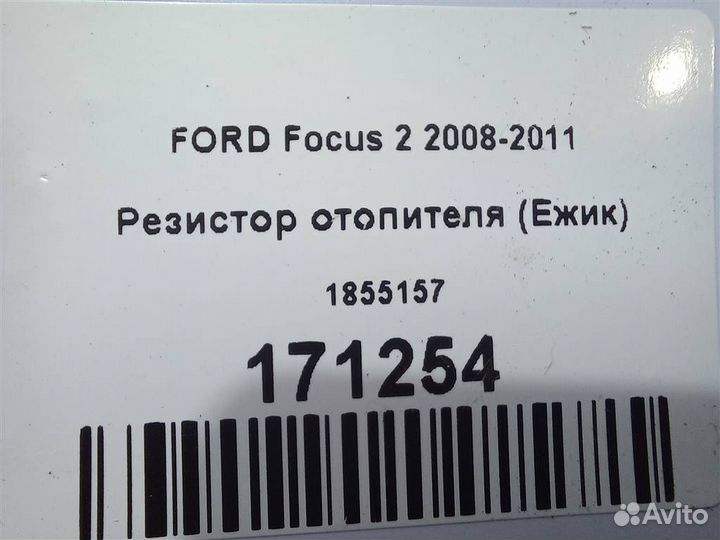 FORD Focus 2 2008-2011
Резистор отопителя (Ежик)
1855157
171254
Avito